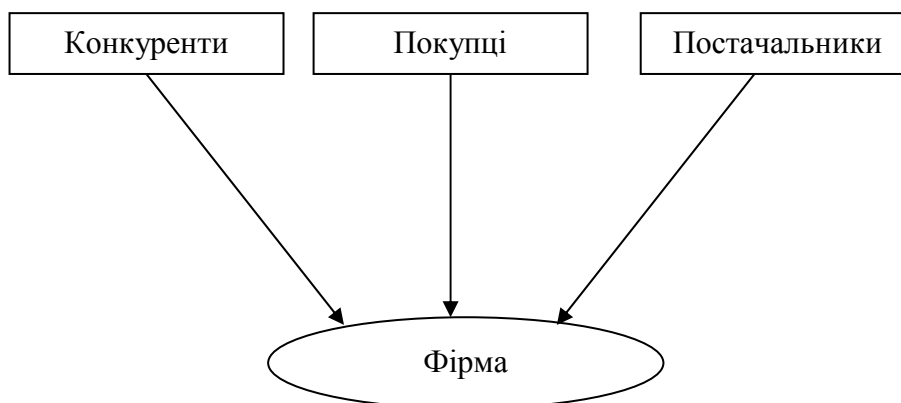 Конкуренти
Покупці
Постачальники
Фірма